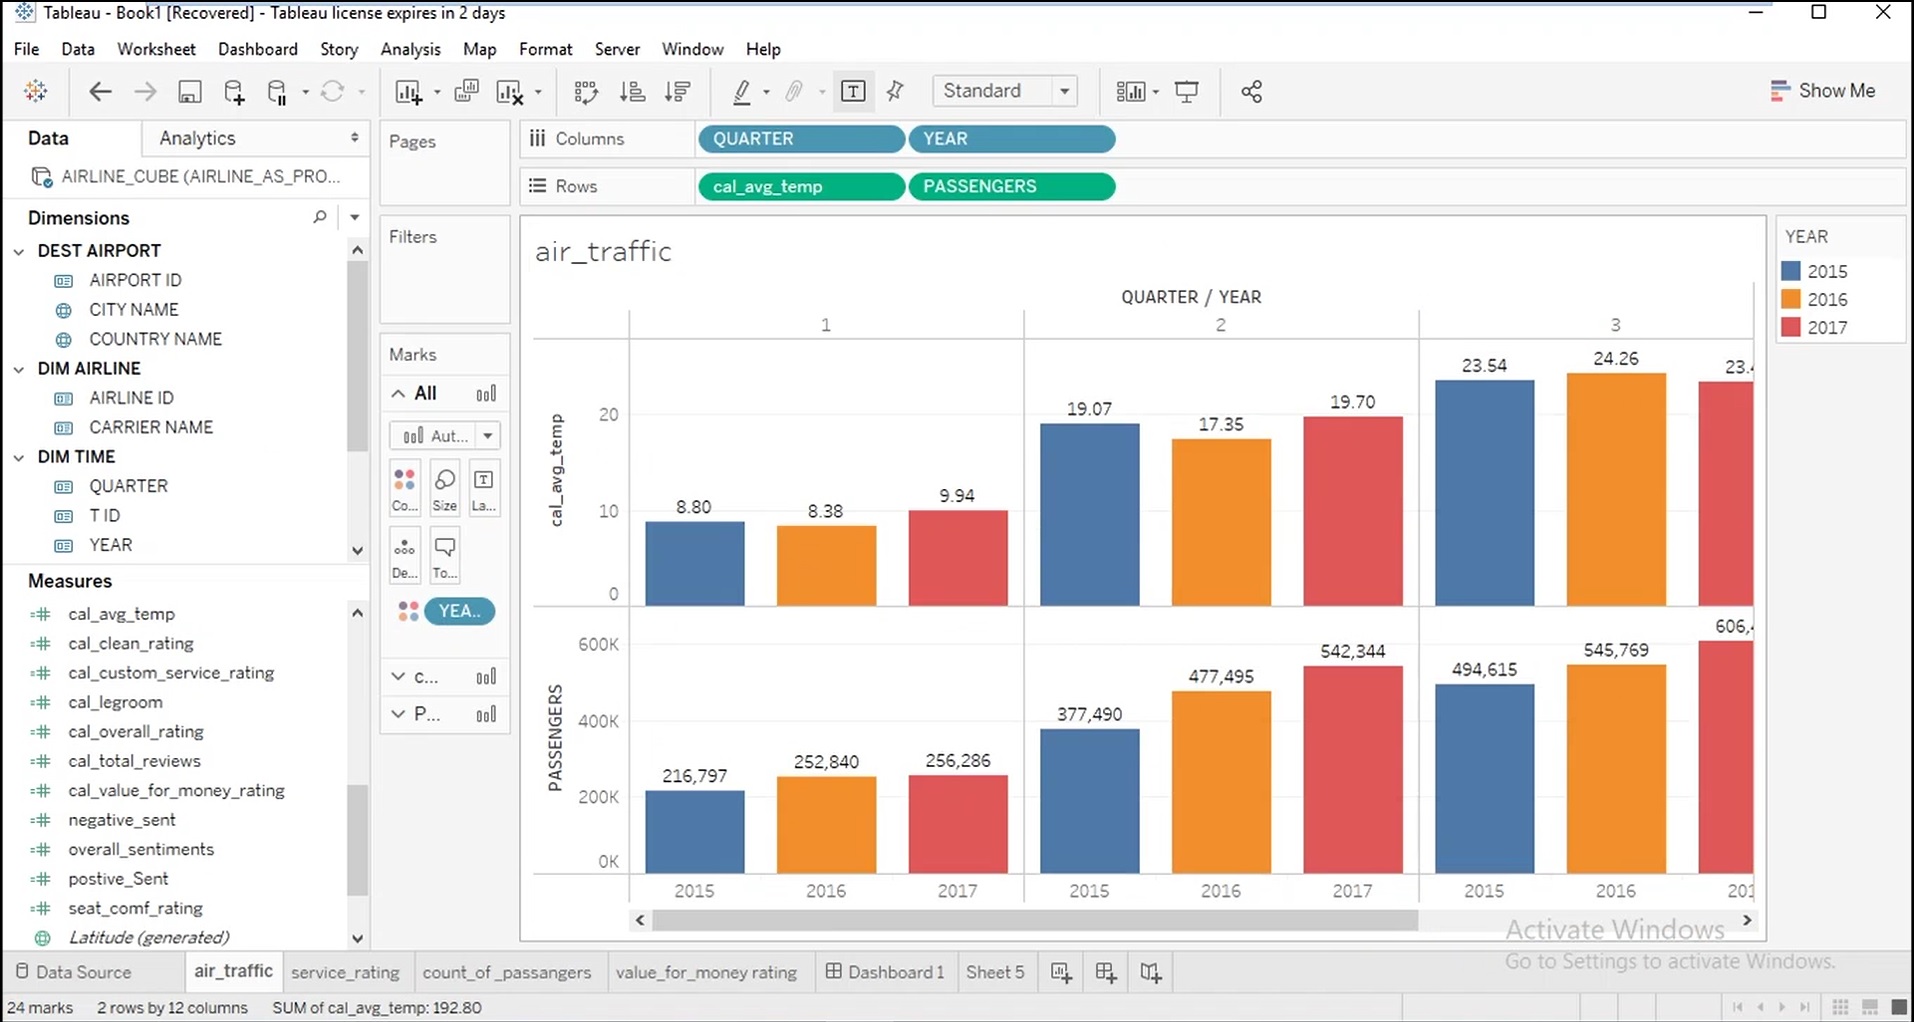 Tableau - Book1 [Recovered] - Tableau license expires in 2 days
File Data Worksheet Dashboard Story Analysis Map Format Server Window Help
Standard
Show Me
Data
Analytics
AIRLINE_CUBE (AIRLINE_AS_PRO...
Dimensions
DEST AIRPORT
AIRPORT ID
CITY NAME
COUNTRY NAME
DIM AIRLINE
AIRLINE ID
CARRIER NAME
DIM TIME
QUARTER
T ID
YEAR
Measures
cal_avg_temp
cal_clean_rating
cal_custom_service_rating
cal_legroom
cal_overall_rating
cal_total_reviews
cal_value_for_money_rating
negative_sent
overall_sentiments
postive_Sent
seat_comf_rating
Latitude (generated)
Pages
Filters
Marks
All
Aut...
Co... Size La...
De... To...
YEA..
c...
P...
Columns QUARTER YEAR
Rows cal_avg_temp PASSENGERS
air_traffic
QUARTER / YEAR
1 2 3
cal_avg_temp
20
10
0
8.80 8.38 9.94 19.07 17.35 19.70 23.54 24.26 23.4
PASSENGERS
600K
400K
200K
0K
216,797 252,840 256,286 377,490 477,495 542,344 494,615 545,769 606,4
2015 2016 2017 2015 2016 2017 2015 2016 201
YEAR
2015
2016
2017
Activate Windows
Go to Settings to activate Windows.
Data Source air_traffic service_rating count_of_passangers value_for_money rating Dashboard 1 Sheet 5
24 marks 2 rows by 12 columns SUM of cal_avg_temp: 192.80